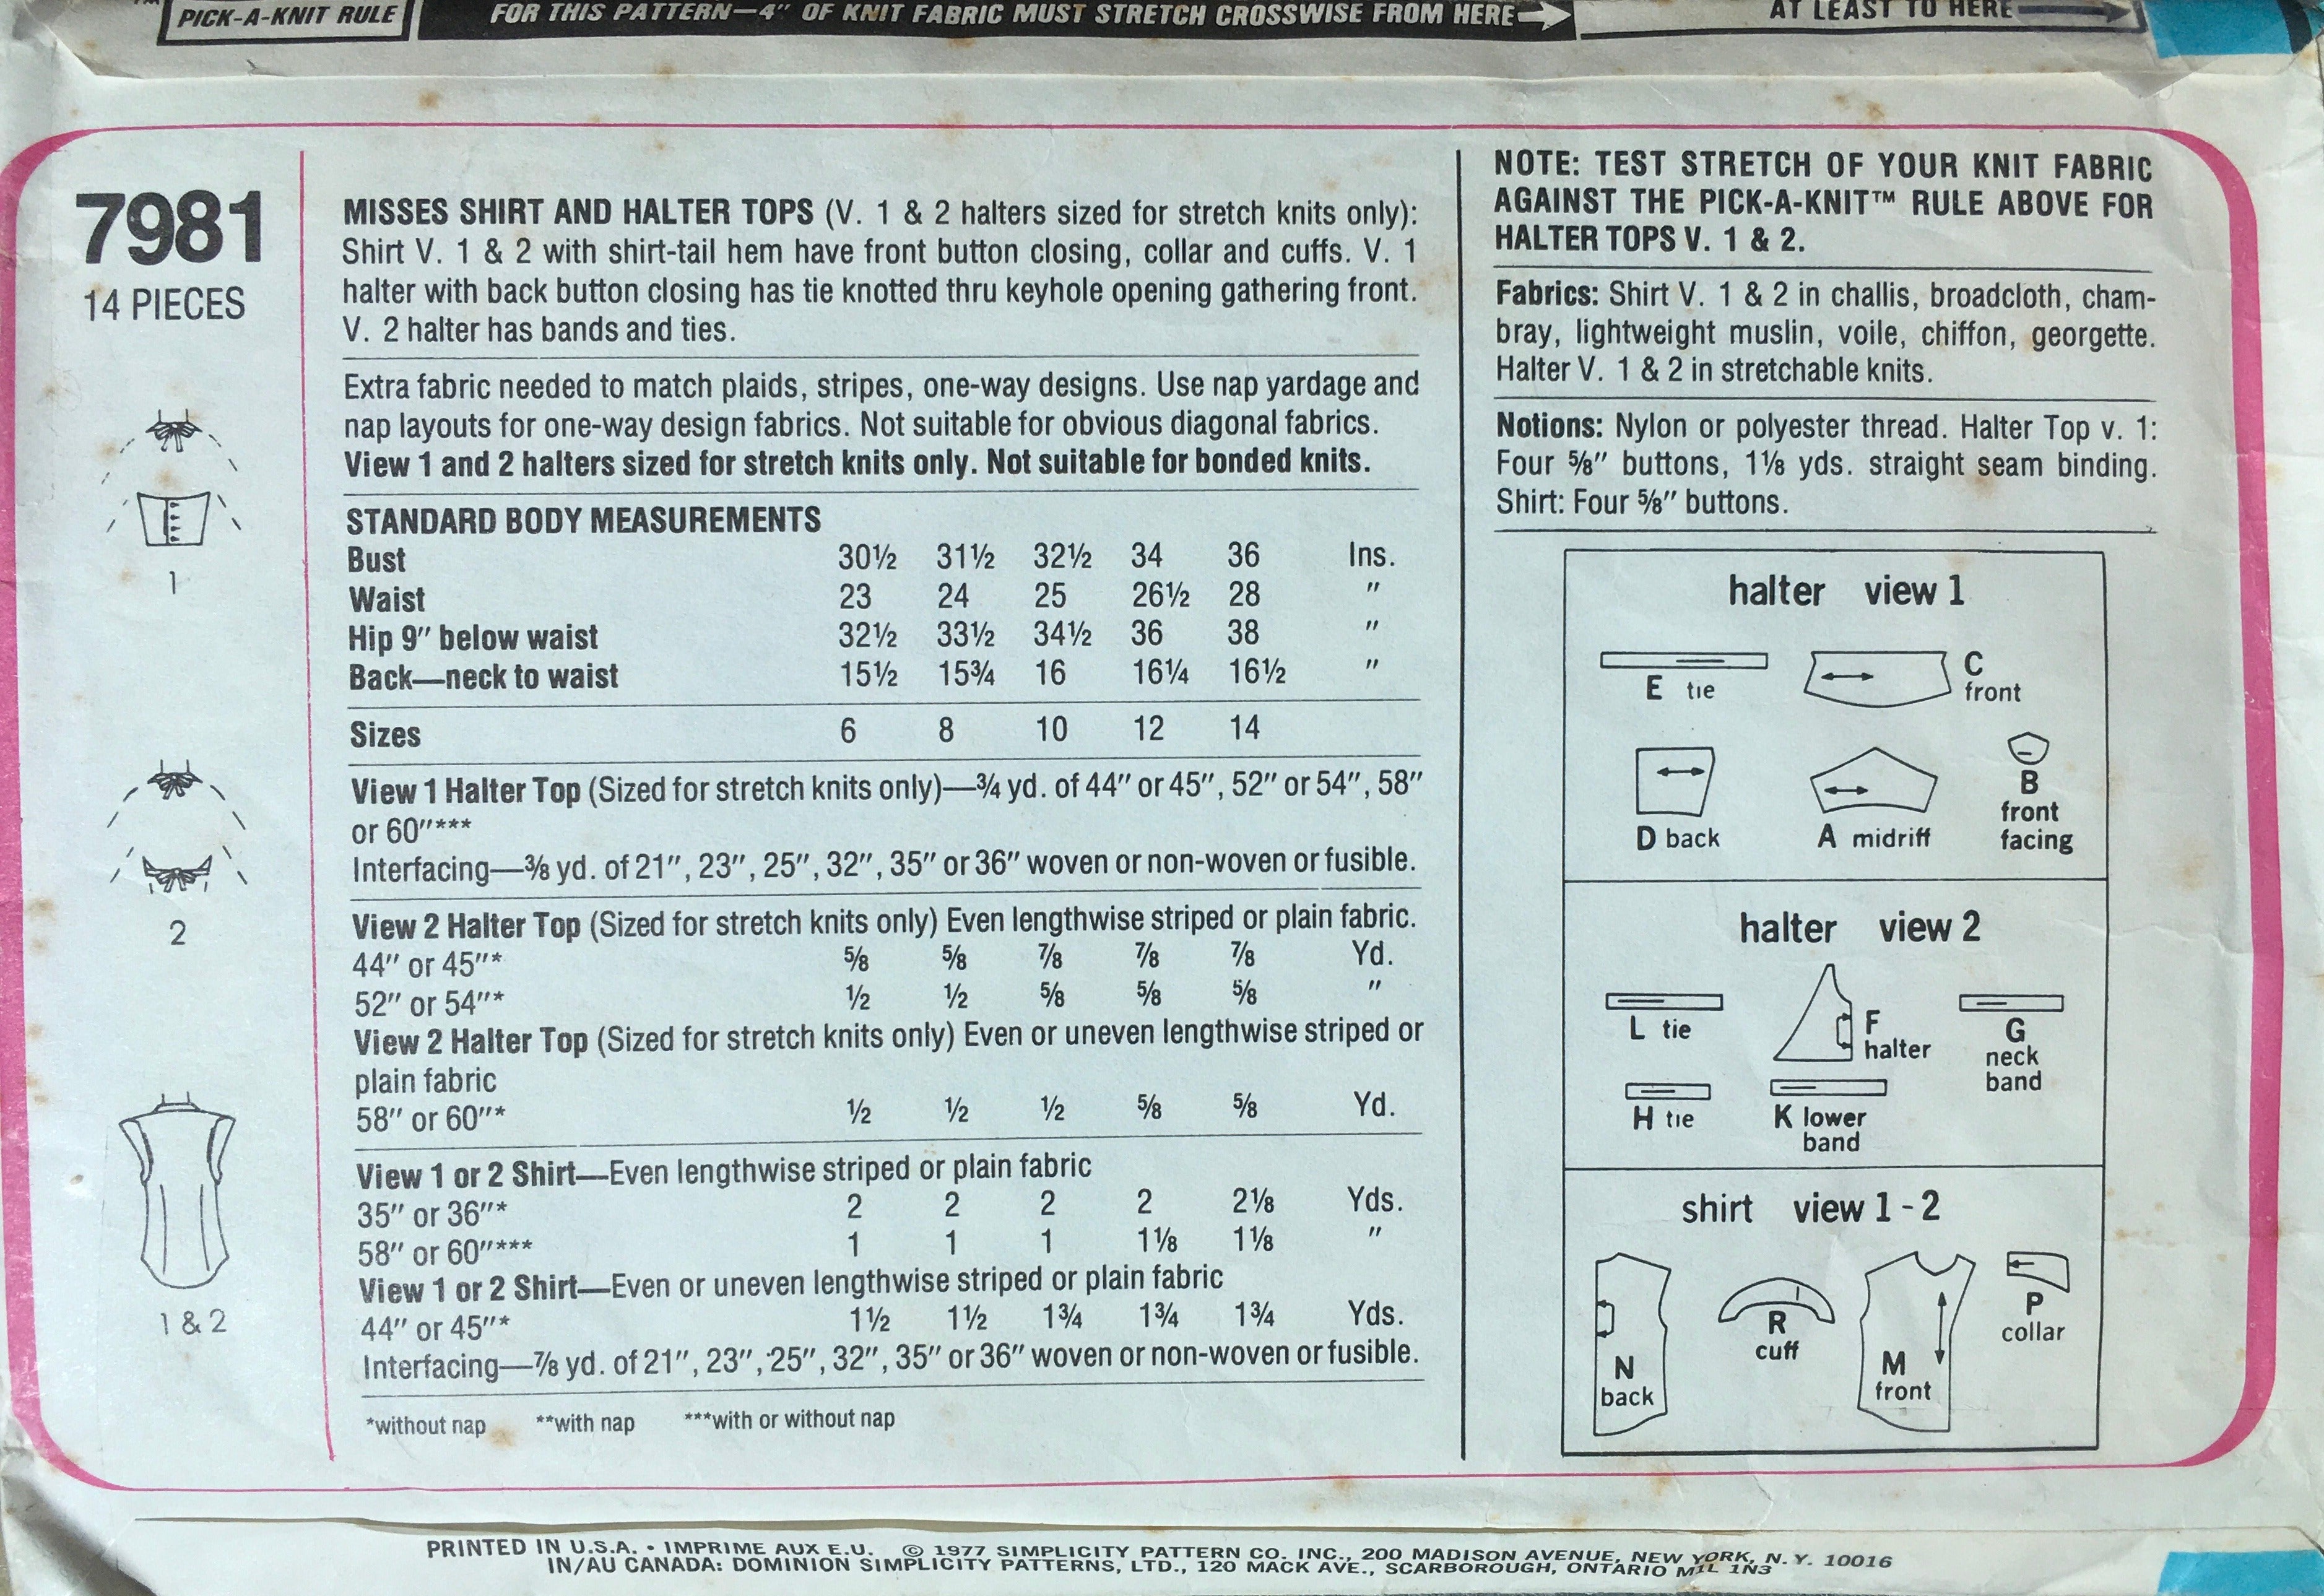 PICK-A-KNIT RULE
FOR THIS PATTERN—4" OF KNIT FABRIC MUST STRETCH CROSSWISE FROM HERE
AT LEAST TO HERE
7981
14 PIECES
1
2
1 & 2
MISSES SHIRT AND HALTER TOPS (V. 1 & 2 halters sized for stretch knits only):
Shirt V. 1 & 2 with shirt-tail hem have front button closing, collar and cuffs. V. 1
halter with back button closing has tie knotted thru keyhole opening gathering front.
V. 2 halter has bands and ties.
Extra fabric needed to match plaids, stripes, one-way designs. Use nap yardage and
nap layouts for one-way design fabrics. Not suitable for obvious diagonal fabrics.
View 1 and 2 halters sized for stretch knits only. Not suitable for bonded knits.
STANDARD BODY MEASUREMENTS
Bust 30½ 31½ 32½ 34 36 Ins.
Waist 23 24 25 26½ 28 "
Hip 9" below waist 32½ 33½ 34½ 36 38 "
Back—neck to waist 15½ 15¾ 16 16¼ 16½ "
Sizes 6 8 10 12 14
View 1 Halter Top (Sized for stretch knits only)—¾ yd. of 44" or 45", 52" or 54", 58"
or 60"***
Interfacing—⅜ yd. of 21", 23", 25", 32", 35" or 36" woven or non-woven or fusible.
View 2 Halter Top (Sized for stretch knits only) Even lengthwise striped or plain fabric.
44" or 45"* ⅝ ⅝ ⅞ ⅞ ⅞ Yd.
52" or 54"* ½ ½ ⅝ ⅝ ⅝ "
View 2 Halter Top (Sized for stretch knits only) Even or uneven lengthwise striped or
plain fabric
58" or 60"* ½ ½ ½ ⅝ ⅝ Yd.
View 1 or 2 Shirt—Even lengthwise striped or plain fabric
35" or 36"* 2 2 2 2 2⅛ Yds.
58" or 60"*** 1 1 1 1⅛ 1⅛ "
View 1 or 2 Shirt—Even or uneven lengthwise striped or plain fabric
44" or 45"* 1½ 1½ 1¾ 1¾ 1¾ Yds.
Interfacing—⅞ yd. of 21", 23", 25", 32", 35" or 36" woven or non-woven or fusible.
*without nap **with nap ***with or without nap
NOTE: TEST STRETCH OF YOUR KNIT FABRIC
AGAINST THE PICK-A-KNIT™ RULE ABOVE FOR
HALTER TOPS V. 1 & 2.
Fabrics: Shirt V. 1 & 2 in challis, broadcloth, cham-
bray, lightweight muslin, voile, chiffon, georgette.
Halter V. 1 & 2 in stretchable knits.
Notions: Nylon or polyester thread. Halter Top v. 1:
Four ⅝" buttons, 1⅛ yds. straight seam binding.
Shirt: Four ⅝" buttons.
halter view 1
E tie
C
front
D back
A midriff
B
front
facing
halter view 2
L tie
F
halter
G
neck
band
H tie
K lower
band
shirt view 1 - 2
N
back
R
cuff
M
front
P
collar
PRINTED IN U.S.A. • IMPRIME AUX E.U. © 1977 SIMPLICITY PATTERN CO. INC., 200 MADISON AVENUE, NEW YORK, N.Y. 10016
IN/AU CANADA: DOMINION SIMPLICITY PATTERNS, LTD., 120 MACK AVE., SCARBOROUGH, ONTARIO M1L 1N3